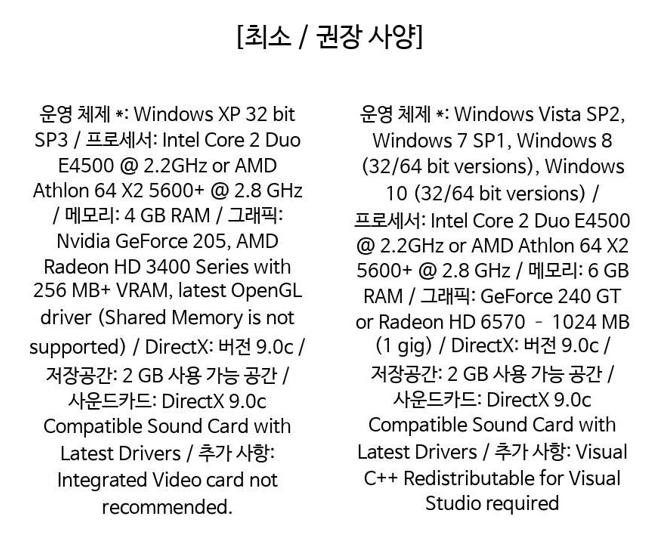 [최소 / 권장 사양]
운영 체제 *: Windows XP 32 bit
SP3 / 프로세서: Intel Core 2 Duo
E4500 @ 2.2GHz or AMD
Athlon 64 X2 5600+ @ 2.8 GHz
/ 메모리: 4 GB RAM / 그래픽:
Nvidia GeForce 205, AMD
Radeon HD 3400 Series with
256 MB+ VRAM, latest OpenGL
driver (Shared Memory is not
supported) / DirectX: 버전 9.0c /
저장공간: 2 GB 사용 가능 공간 /
사운드카드: DirectX 9.0c
Compatible Sound Card with
Latest Drivers / 추가 사항:
Integrated Video card not
recommended.
운영 체제 *: Windows Vista SP2,
Windows 7 SP1, Windows 8
(32/64 bit versions), Windows
10 (32/64 bit versions) /
프로세서: Intel Core 2 Duo E4500
@ 2.2GHz or AMD Athlon 64 X2
5600+ @ 2.8 GHz / 메모리: 6 GB
RAM / 그래픽: GeForce 240 GT
or Radeon HD 6570 – 1024 MB
(1 gig) / DirectX: 버전 9.0c /
저장공간: 2 GB 사용 가능 공간 /
사운드카드: DirectX 9.0c
Compatible Sound Card with
Latest Drivers / 추가 사항: Visual
C++ Redistributable for Visual
Studio required